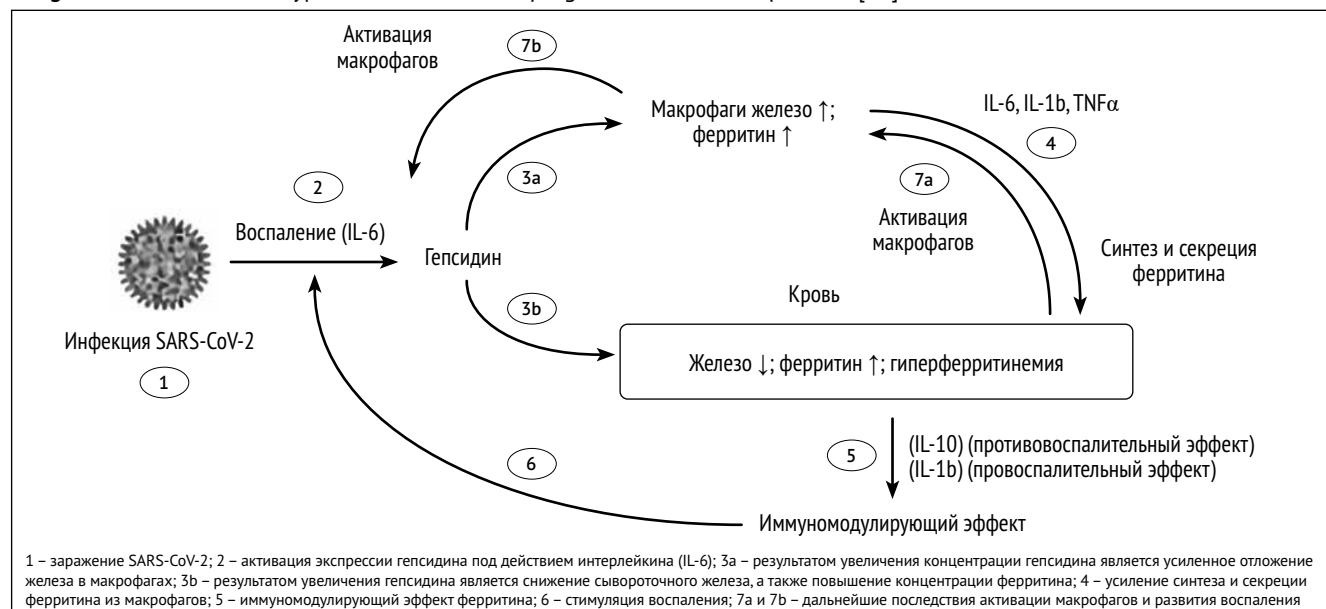 Активация
макрофагов
7b
Макрофаги железо ↑;
ферритин ↑
IL-6, IL-1b, TNFα
4
3a
7a
Активация
макрофагов
2
Воспаление (IL-6)
Гепсидин
Синтез и секреция
ферритина
Кровь
3b
Инфекция SARS-CoV-2
1
Железо ↓; ферритин ↑; гиперферритинемия
5
(IL-10) (противовоспалительный эффект)
(IL-1b) (провоспалительный эффект)
6
Иммуномодулирующий эффект
1 – заражение SARS-CoV-2; 2 – активация экспрессии гепсидина под действием интерлейкина (IL-6); 3a – результатом увеличения концентрации гепсидина является усиленное отложение
железа в макрофагах; 3b – результатом увеличения гепсидина является снижение сывороточного железа, а также повышение концентрации ферритина; 4 – усиление синтеза и секреции
ферритина из макрофагов; 5 – иммуномодулирующий эффект ферритина; 6 – стимуляция воспаления; 7a и 7b – дальнейшие последствия активации макрофагов и развития воспаления